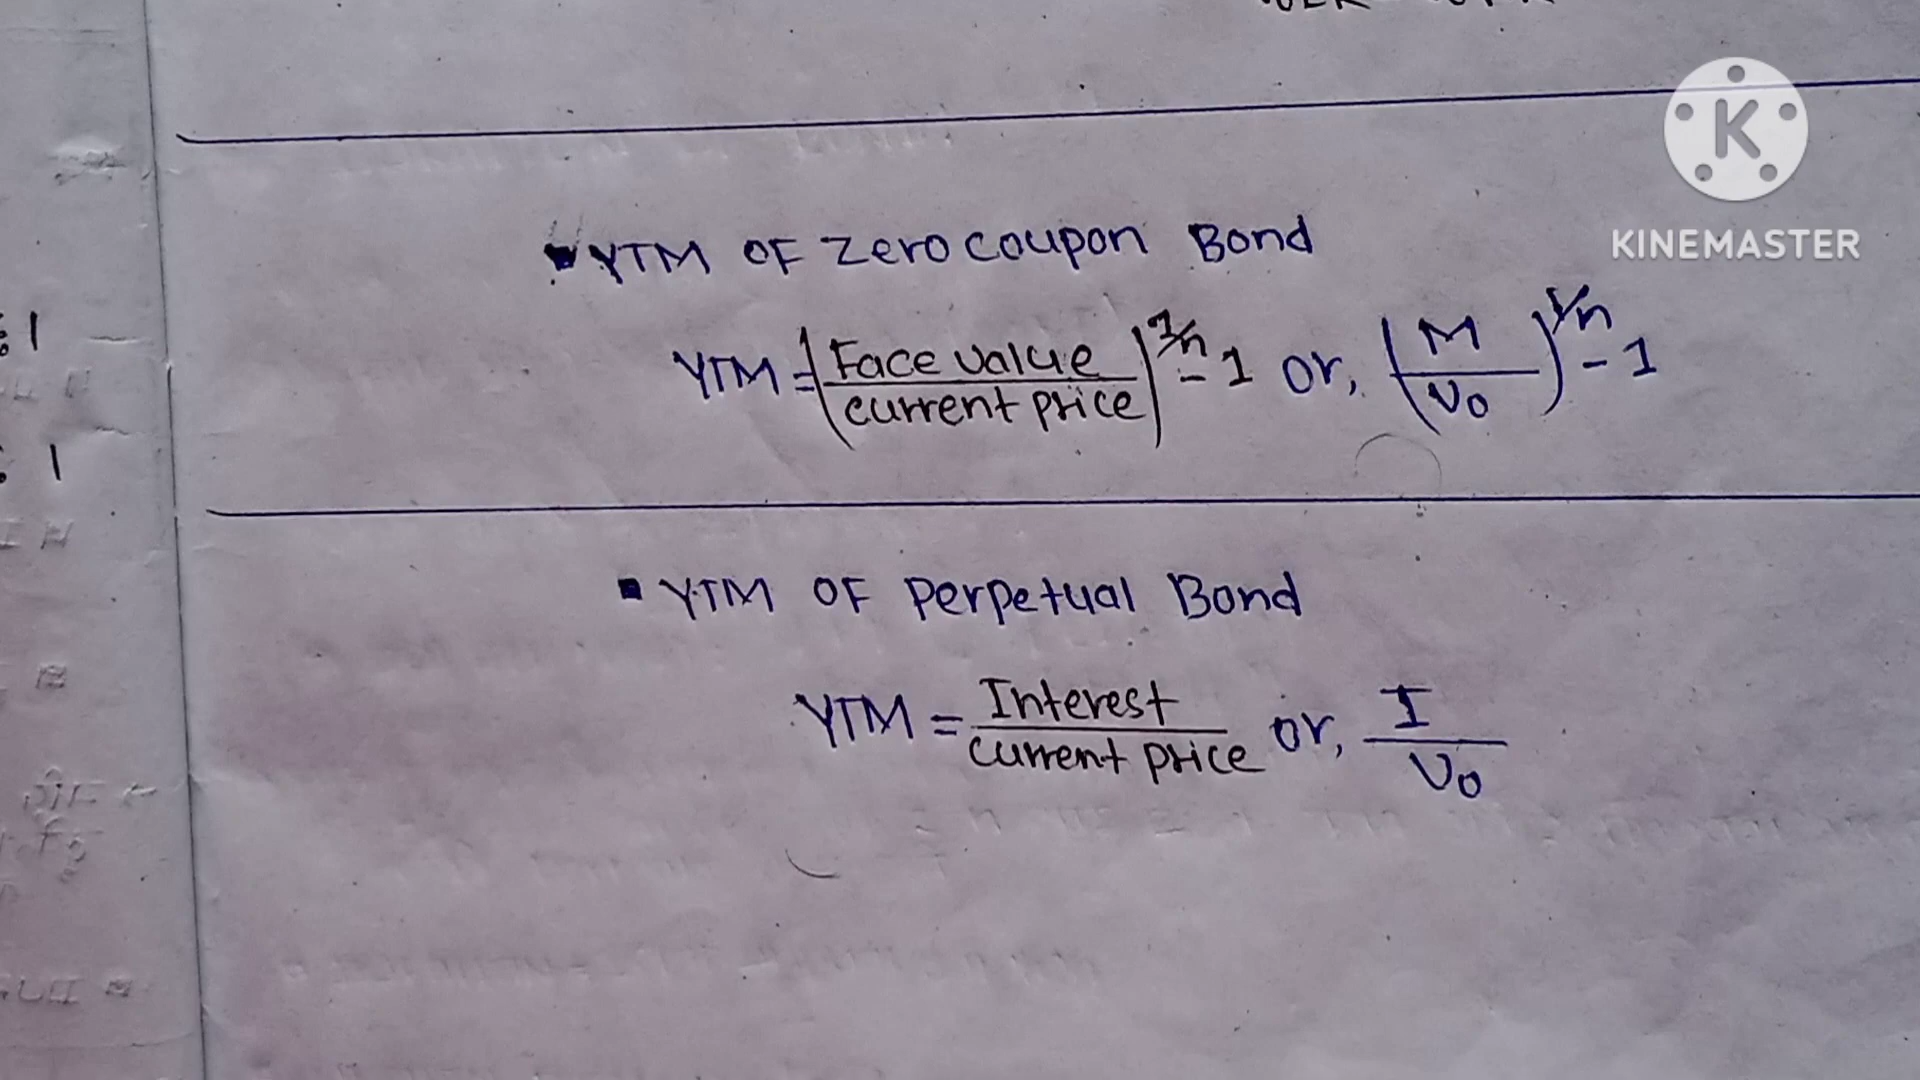 K
KINEMASTER
▪ YTM OF Zero coupon Bond
YTM = (Face value / current price)^1/n - 1 or, (M / V₀)^1/n - 1
▪ YTM OF Perpetual Bond
YTM = Interest / current price or, I / V₀